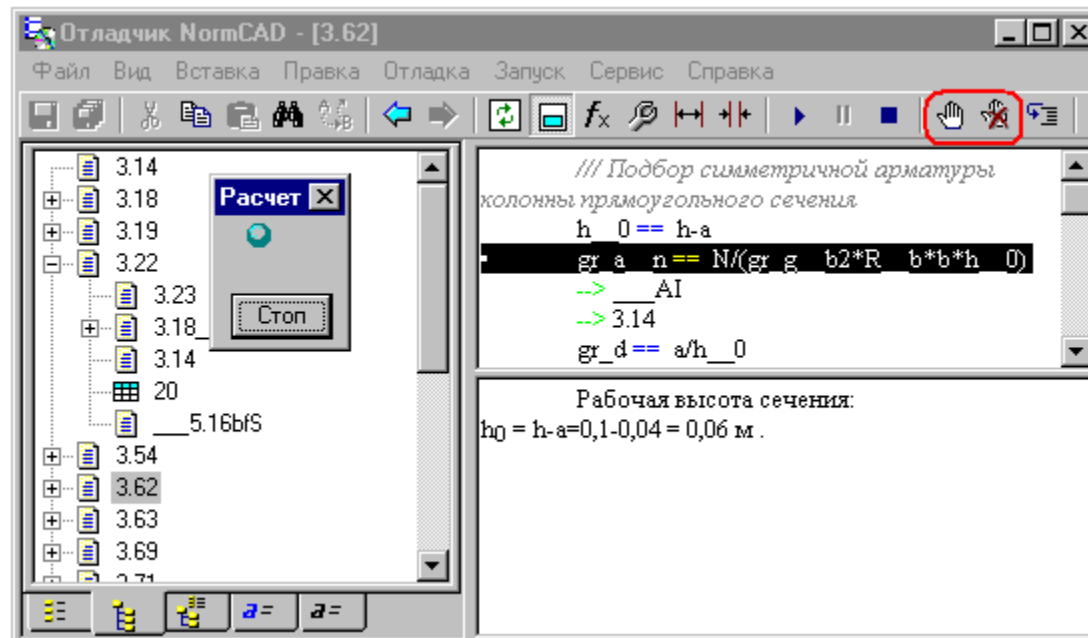 Отладчик NormCAD - [3.62]
Файл Вид Вставка Правка Отладка Запуск Сервис Справка
3.14
3.18
3.19
3.22
3.23
3.18_
3.14
20
___5.16bfS
3.54
3.62
3.63
3.69
3.71
a= a=
Расчет
Стоп
/// Подбор симметричной арматуры
колонны прямоугольного сечения
h__0 == h-a
gr_a__n == N/(gr_g__b2*R__b*b*h__0)
--> ___AI
--> 3.14
gr_d == a/h__0
Рабочая высота сечения:
h0 = h-a=0,1-0,04 = 0,06 м .